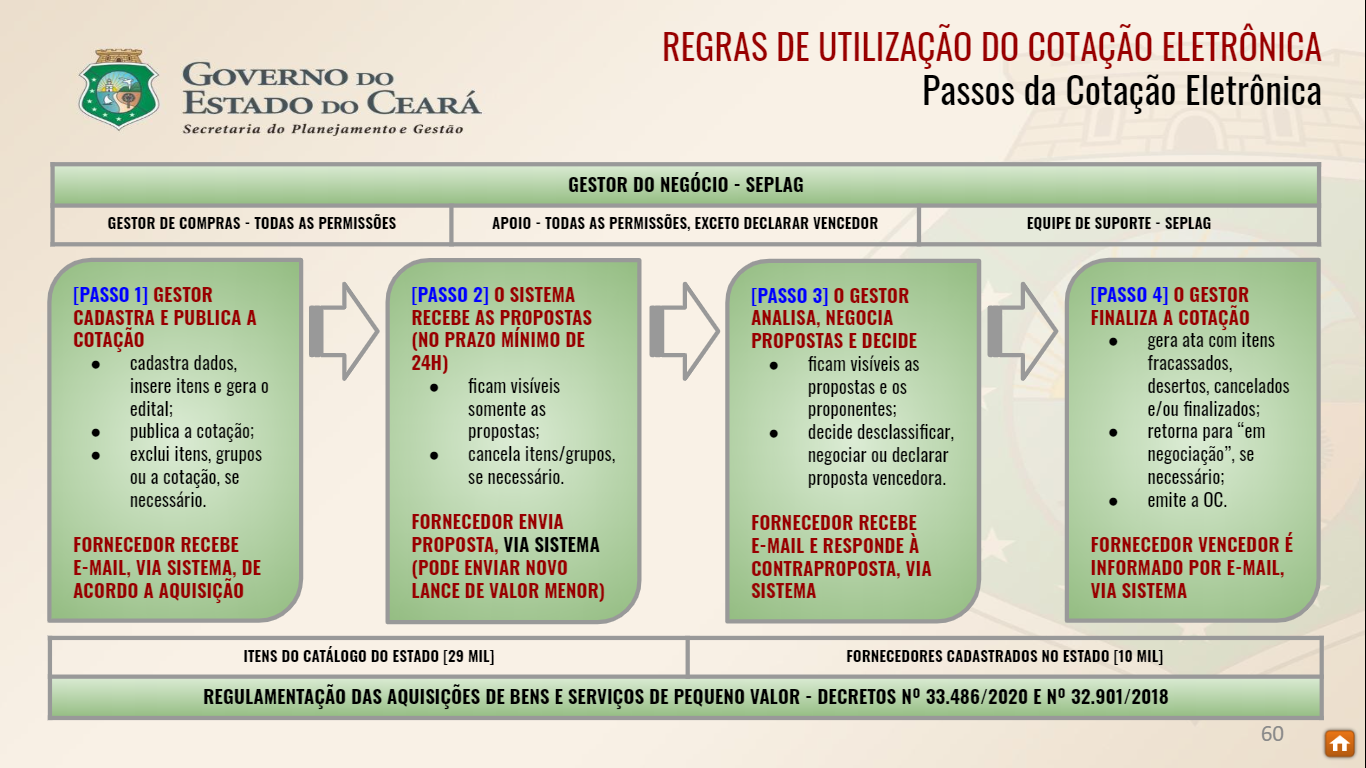 REGRAS DE UTILIZAÇÃO DO COTAÇÃO ELETRÔNICA
Passos da Cotação Eletrônica
GOVERNO DO
ESTADO DO CEARÁ
Secretaria do Planejamento e Gestão
GESTOR DO NEGÓCIO - SEPLAG
GESTOR DE COMPRAS - TODAS AS PERMISSÕES
APOIO - TODAS AS PERMISSÕES, EXCETO DECLARAR VENCEDOR
EQUIPE DE SUPORTE - SEPLAG
[PASSO 1] GESTOR
CADASTRA E PUBLICA A
COTAÇÃO
● cadastra dados,
insere itens e gera o
edital;
● publica a cotação;
● exclui itens, grupos
ou a cotação, se
necessário.
FORNECEDOR RECEBE
E-MAIL, VIA SISTEMA, DE
ACORDO A AQUISIÇÃO
[PASSO 2] O SISTEMA
RECEBE AS PROPOSTAS
(NO PRAZO MÍNIMO DE
24H)
● ficam visíveis
somente as
propostas;
● cancela itens/grupos,
se necessário.
FORNECEDOR ENVIA
PROPOSTA, VIA SISTEMA
(PODE ENVIAR NOVO
LANCE DE VALOR MENOR)
[PASSO 3] O GESTOR
ANALISA, NEGOCIA
PROPOSTAS E DECIDE
● ficam visíveis as
propostas e os
proponentes;
● decide desclassificar,
negociar ou declarar
proposta vencedora.
FORNECEDOR RECEBE
E-MAIL E RESPONDE À
CONTRAPROPOSTA, VIA
SISTEMA
[PASSO 4] O GESTOR
FINALIZA A COTAÇÃO
● gera ata com itens
fracassados,
desertos, cancelados
e/ou finalizados;
● retorna para “em
negociação”, se
necessário;
● emite a OC.
FORNECEDOR VENCEDOR É
INFORMADO POR E-MAIL,
VIA SISTEMA
ITENS DO CATÁLOGO DO ESTADO [29 MIL]
FORNECEDORES CADASTRADOS NO ESTADO [10 MIL]
REGULAMENTAÇÃO DAS AQUISIÇÕES DE BENS E SERVIÇOS DE PEQUENO VALOR - DECRETOS Nº 33.486/2020 E Nº 32.901/2018
60